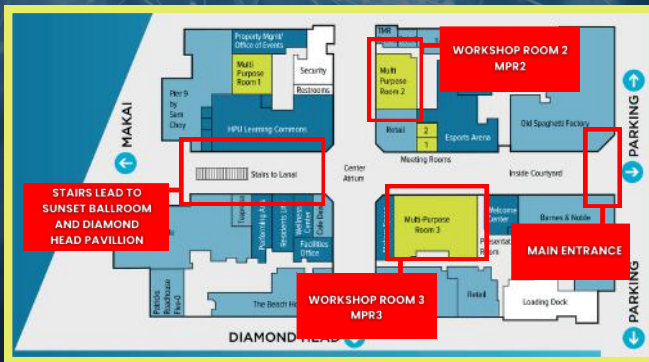 Property Mgmt/
Office of Events
Multi
Purpose
Room 1
Security
Restrooms
Pier 9
by
Sam
Choy
HPU Learning Commons
TMR
WORKSHOP ROOM 2
MPR2
Multi
Purpose
Room 2
Retail
2
1
Esports Arena
Old Spaghetti Factory
Meeting Rooms
PARKING
MAKAI
Stairs to Lanai
Center
Atrium
Inside Courtyard
STAIRS LEAD TO
SUNSET BALLROOM
AND DIAMOND
HEAD PAVILLION
Performing Arts
Residents
Wellness
Center
Facilities
Office
Multi-Purpose
Room 3
Welcome
Center
Room
Barnes & Noble
MAIN ENTRANCE
Roadhouse
The Beach
WORKSHOP ROOM 3
MPR3
Retail
Loading Dock
PARKING
DIAMOND HEAD